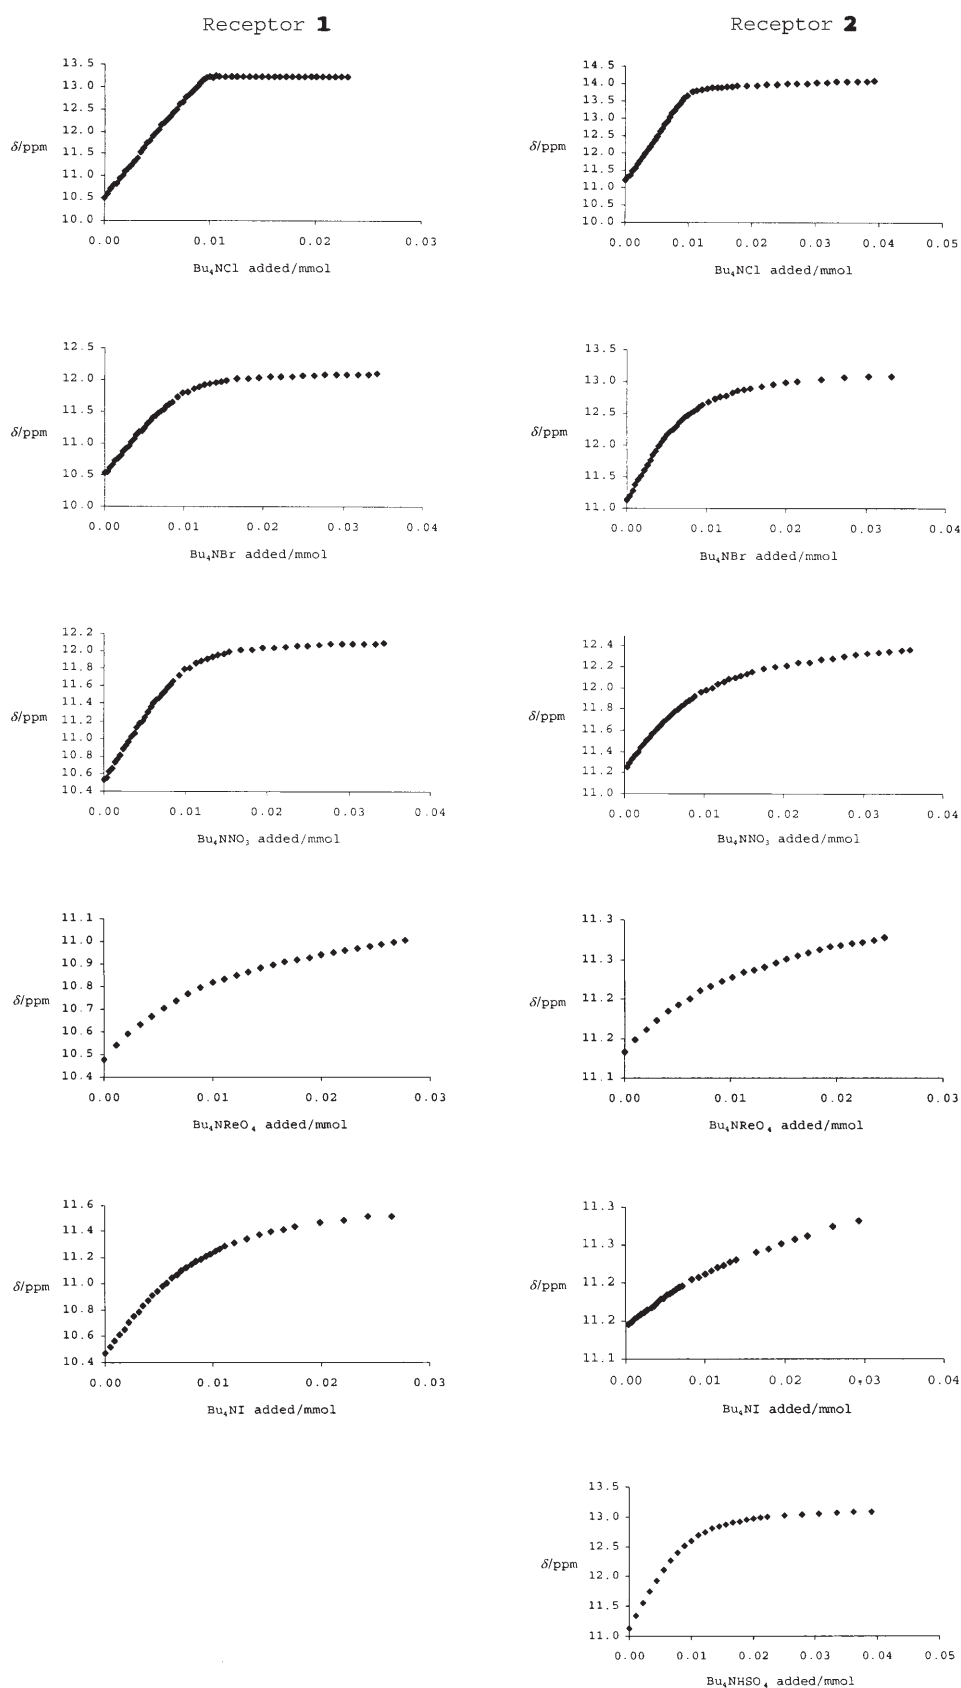 Receptor 1
13.5
13.0
12.5
12.0
11.5
11.0
10.5
10.0
δ/ppm
0.00 0.01 0.02 0.03
Bu₄NCl added/mmol
12.5
12.0
11.5
11.0
10.5
10.0
δ/ppm
0.00 0.01 0.02 0.03 0.04
Bu₄NBr added/mmol
12.2
12.0
11.8
11.6
11.4
11.2
11.0
10.8
10.6
10.4
δ/ppm
0.00 0.01 0.02 0.03 0.04
Bu₄NNO₃ added/mmol
11.1
11.0
10.9
10.8
10.7
10.6
10.5
10.4
δ/ppm
0.00 0.01 0.02 0.03
Bu₄NReO₄ added/mmol
11.6
11.4
11.2
11.0
10.8
10.6
10.4
δ/ppm
0.00 0.01 0.02 0.03
Bu₄NI added/mmol
Receptor 2
14.5
14.0
13.5
13.0
12.5
12.0
11.5
11.0
10.5
10.0
δ/ppm
0.00 0.01 0.02 0.03 0.04 0.05
Bu₄NCl added/mmol
13.5
13.0
12.5
12.0
11.5
11.0
δ/ppm
0.00 0.01 0.02 0.03 0.04
Bu₄NBr added/mmol
12.4
12.2
12.0
11.8
11.6
11.4
11.2
11.0
δ/ppm
0.00 0.01 0.02 0.03 0.04
Bu₄NNO₃ added/mmol
11.3
11.3
11.2
11.2
11.1
δ/ppm
0.00 0.01 0.02 0.03
Bu₄NReO₄ added/mmol
11.3
11.3
11.2
11.2
11.1
δ/ppm
0.00 0.01 0.02 0.03 0.04
Bu₄NI added/mmol
13.5
13.0
12.5
12.0
11.5
11.0
δ/ppm
0.00 0.01 0.02 0.03 0.04 0.05
Bu₄NHSO₄ added/mmol